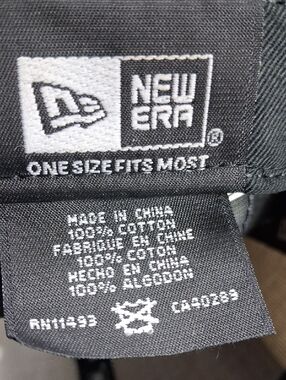 NEW
ERA
®
ONE SIZE FITS MOST
MADE IN CHINA
100% COTTON
FABRIQUE EN CHINE
100% COTON
HECHO EN CHINA
100% ALGODON
RN11493 CA40289